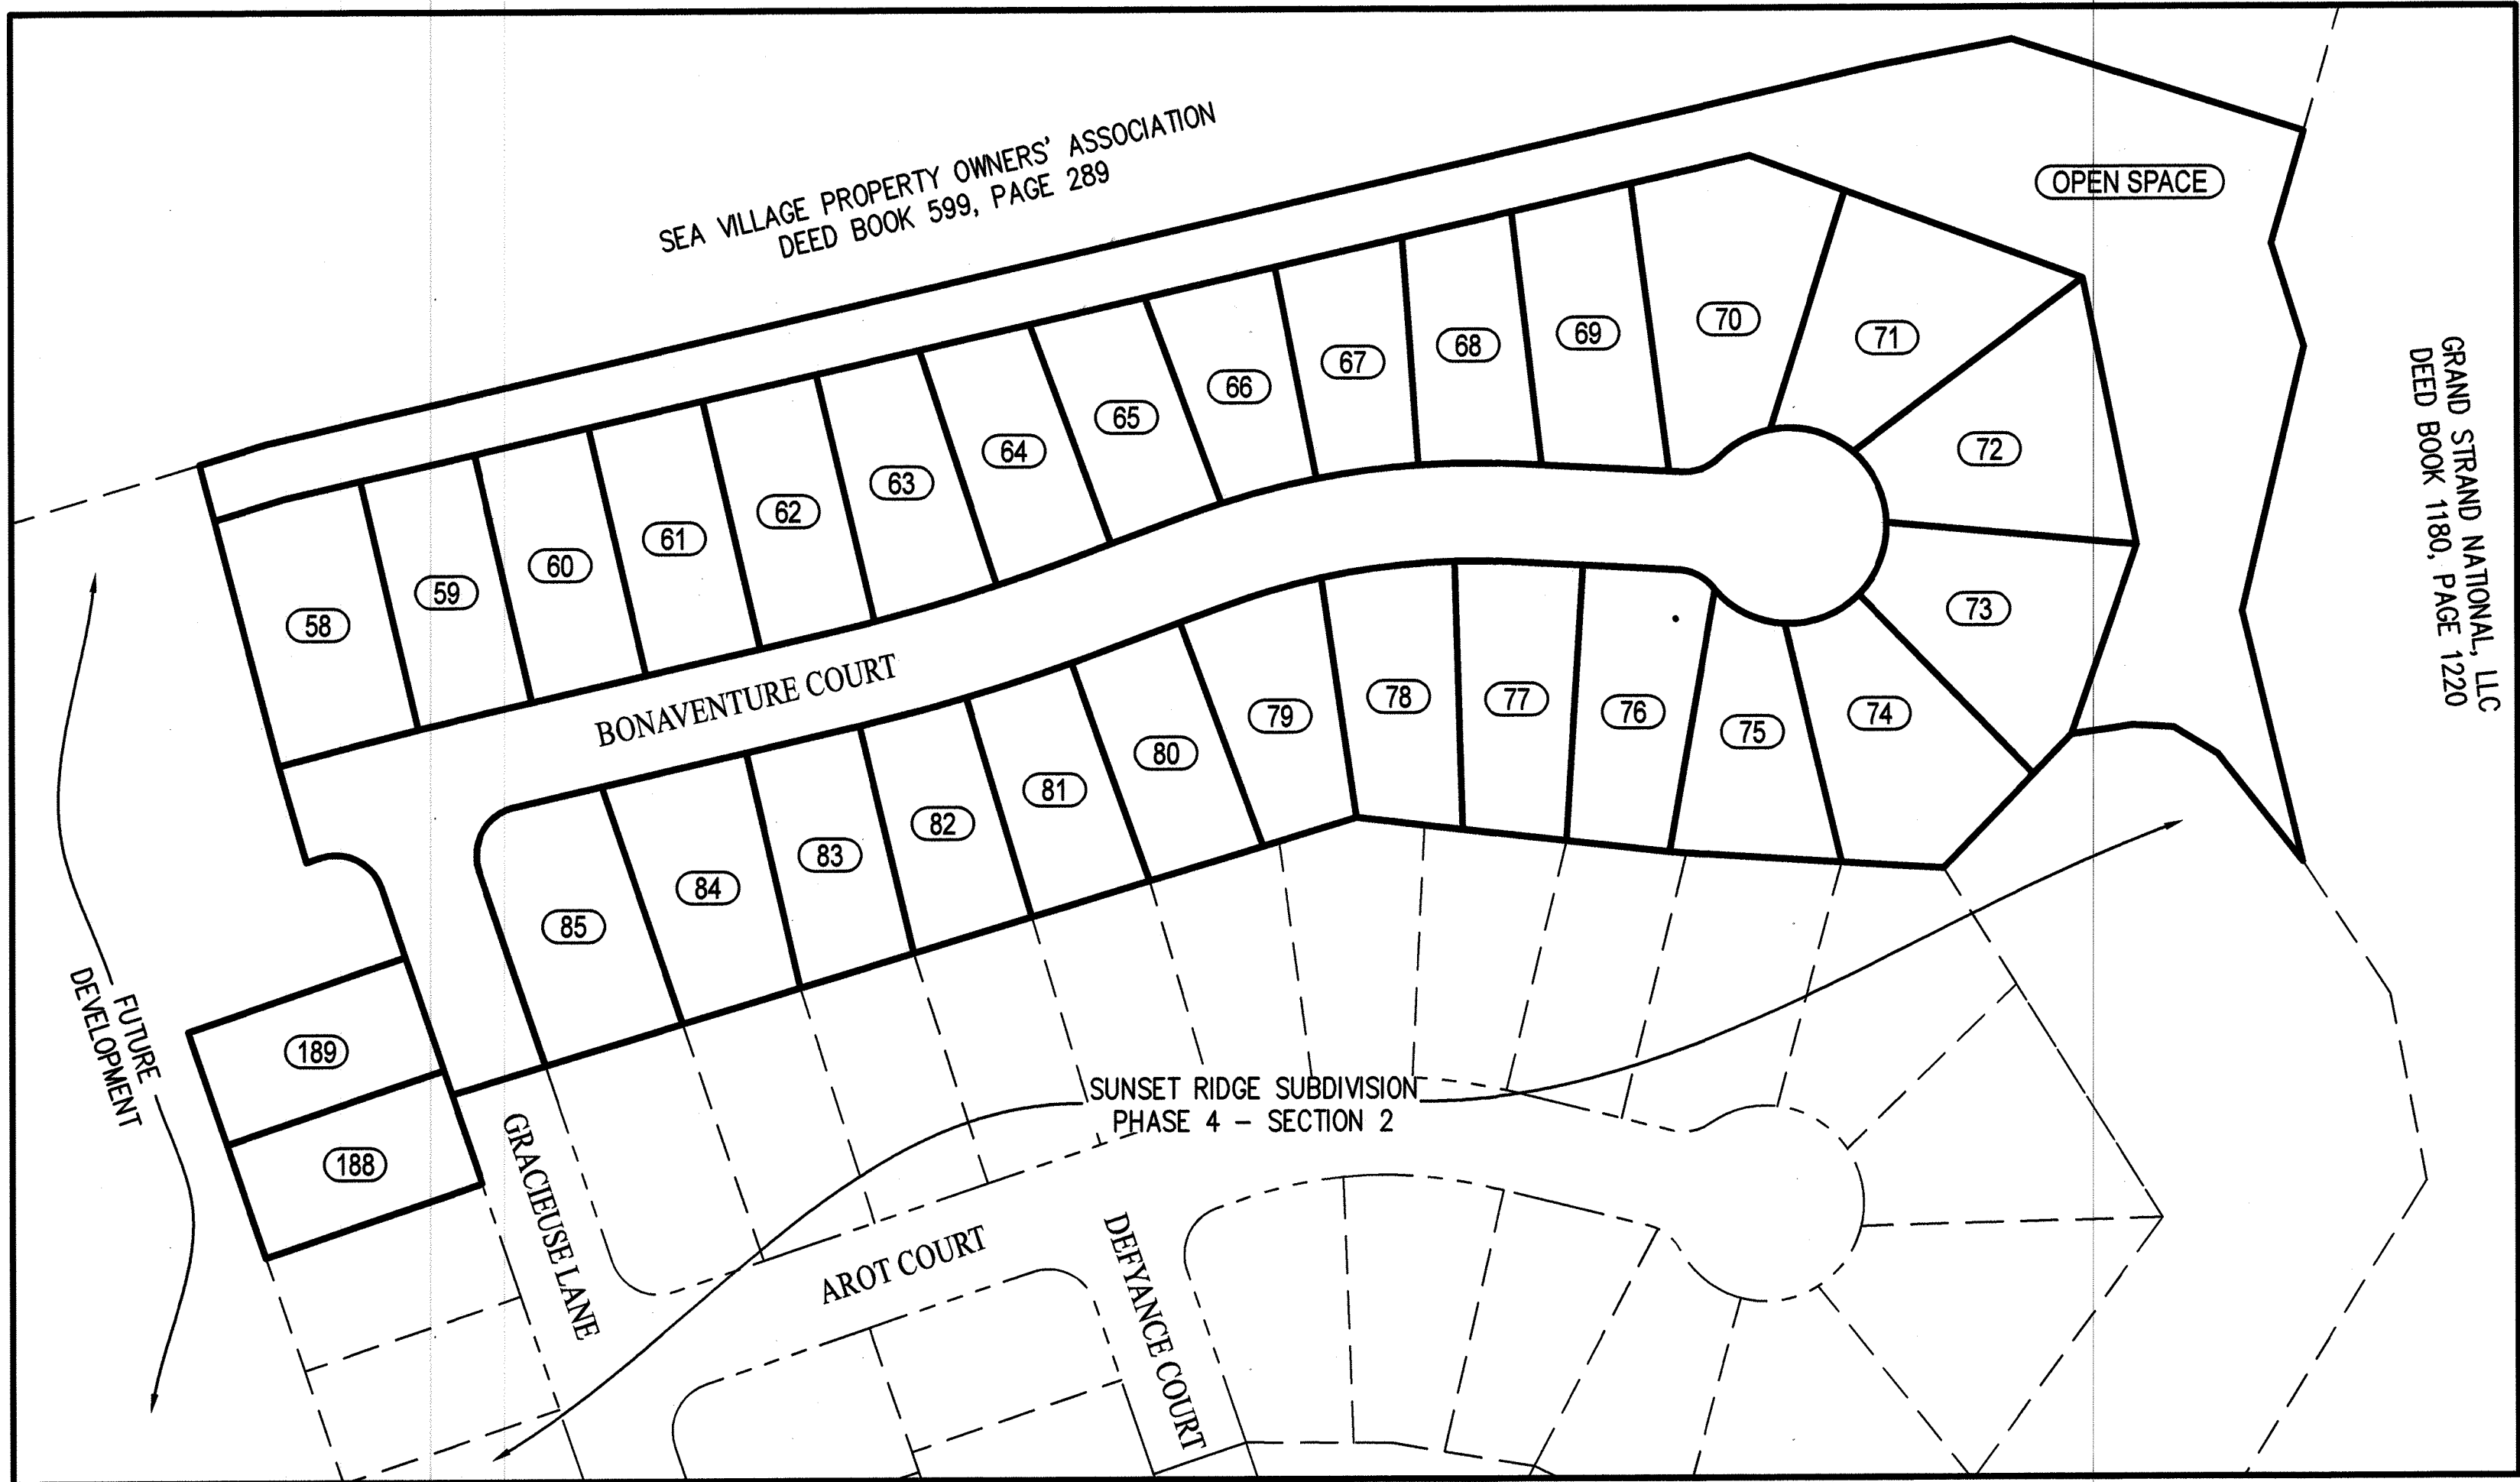 SEA VILLAGE PROPERTY OWNERS' ASSOCIATION
DEED BOOK 599, PAGE 289
OPEN SPACE
GRAND STRAND NATIONAL, LLC
DEED BOOK 1180, PAGE 1220
58
59
60
61
62
63
64
65
66
67
68
69
70
71
72
73
74
75
76
77
78
79
80
81
82
83
84
85
BONAVENTURE COURT
189
188
FUTURE
DEVELOPMENT
GRACIEUSE LANE
SUNSET RIDGE SUBDIVISION
PHASE 4 – SECTION 2
AROT COURT
DEFYANCE COURT